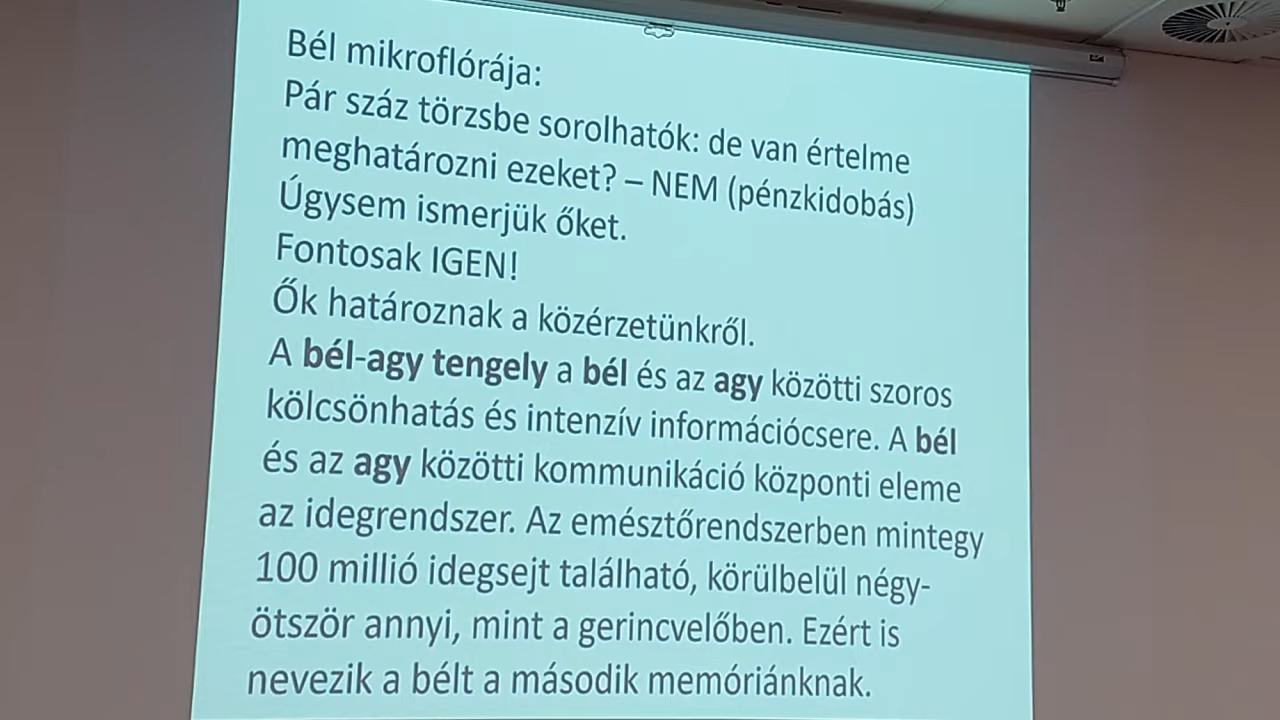 Bél mikroflórája:
Pár száz törzsbe sorolhatók: de van értelme
meghatározni ezeket? – NEM (pénzkidobás)
Úgysem ismerjük őket.
Fontosak IGEN!
Ők határoznak a közérzetünkről.
A bél-agy tengely a bél és az agy közötti szoros
kölcsönhatás és intenzív információcsere. A bél
és az agy közötti kommunikáció központi eleme
az idegrendszer. Az emésztőrendszerben mintegy
100 millió idegsejt található, körülbelül négy-
ötször annyi, mint a gerincvelőben. Ezért is
nevezik a bélt a második memóriánknak.